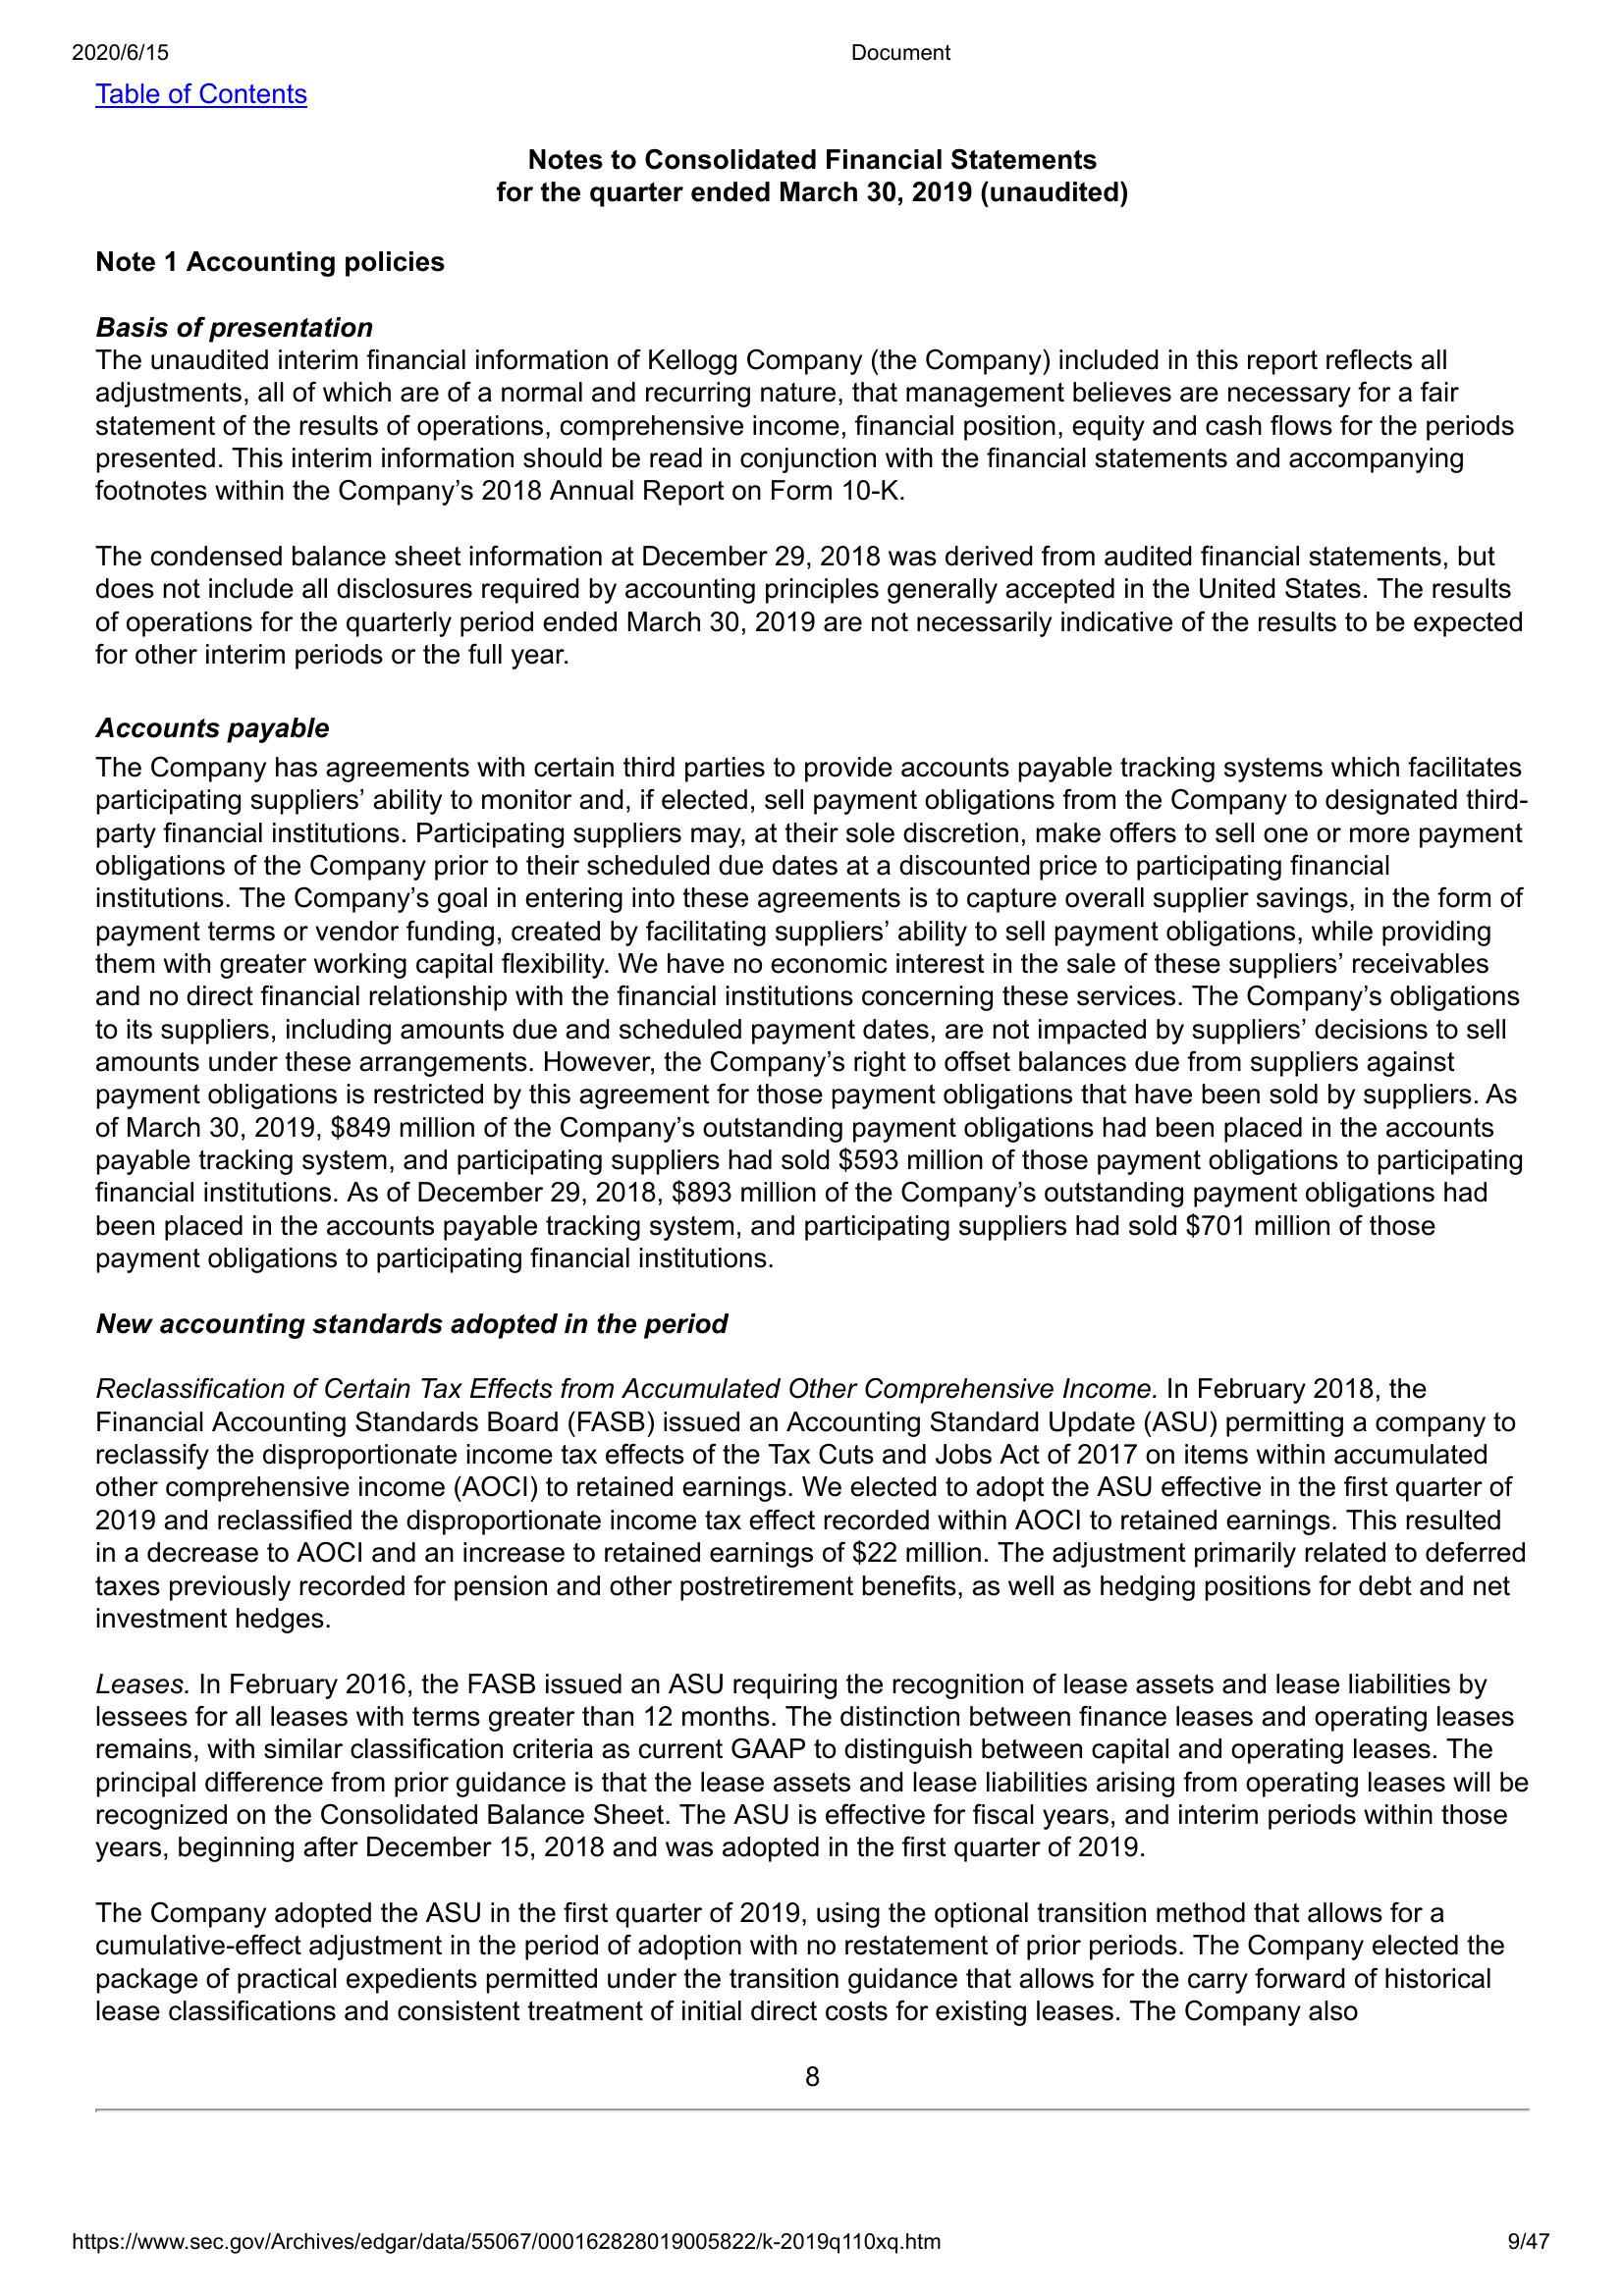 2020/6/15 Document
Table of Contents
Notes to Consolidated Financial Statements
for the quarter ended March 30, 2019 (unaudited)
Note 1 Accounting policies
Basis of presentation
The unaudited interim financial information of Kellogg Company (the Company) included in this report reflects all
adjustments, all of which are of a normal and recurring nature, that management believes are necessary for a fair
statement of the results of operations, comprehensive income, financial position, equity and cash flows for the periods
presented. This interim information should be read in conjunction with the financial statements and accompanying
footnotes within the Company’s 2018 Annual Report on Form 10-K.
The condensed balance sheet information at December 29, 2018 was derived from audited financial statements, but
does not include all disclosures required by accounting principles generally accepted in the United States. The results
of operations for the quarterly period ended March 30, 2019 are not necessarily indicative of the results to be expected
for other interim periods or the full year.
Accounts payable
The Company has agreements with certain third parties to provide accounts payable tracking systems which facilitates
participating suppliers’ ability to monitor and, if elected, sell payment obligations from the Company to designated third-
party financial institutions. Participating suppliers may, at their sole discretion, make offers to sell one or more payment
obligations of the Company prior to their scheduled due dates at a discounted price to participating financial
institutions. The Company’s goal in entering into these agreements is to capture overall supplier savings, in the form of
payment terms or vendor funding, created by facilitating suppliers’ ability to sell payment obligations, while providing
them with greater working capital flexibility. We have no economic interest in the sale of these suppliers’ receivables
and no direct financial relationship with the financial institutions concerning these services. The Company’s obligations
to its suppliers, including amounts due and scheduled payment dates, are not impacted by suppliers’ decisions to sell
amounts under these arrangements. However, the Company’s right to offset balances due from suppliers against
payment obligations is restricted by this agreement for those payment obligations that have been sold by suppliers. As
of March 30, 2019, $849 million of the Company’s outstanding payment obligations had been placed in the accounts
payable tracking system, and participating suppliers had sold $593 million of those payment obligations to participating
financial institutions. As of December 29, 2018, $893 million of the Company’s outstanding payment obligations had
been placed in the accounts payable tracking system, and participating suppliers had sold $701 million of those
payment obligations to participating financial institutions.
New accounting standards adopted in the period
Reclassification of Certain Tax Effects from Accumulated Other Comprehensive Income. In February 2018, the
Financial Accounting Standards Board (FASB) issued an Accounting Standard Update (ASU) permitting a company to
reclassify the disproportionate income tax effects of the Tax Cuts and Jobs Act of 2017 on items within accumulated
other comprehensive income (AOCI) to retained earnings. We elected to adopt the ASU effective in the first quarter of
2019 and reclassified the disproportionate income tax effect recorded within AOCI to retained earnings. This resulted
in a decrease to AOCI and an increase to retained earnings of $22 million. The adjustment primarily related to deferred
taxes previously recorded for pension and other postretirement benefits, as well as hedging positions for debt and net
investment hedges.
Leases. In February 2016, the FASB issued an ASU requiring the recognition of lease assets and lease liabilities by
lessees for all leases with terms greater than 12 months. The distinction between finance leases and operating leases
remains, with similar classification criteria as current GAAP to distinguish between capital and operating leases. The
principal difference from prior guidance is that the lease assets and lease liabilities arising from operating leases will be
recognized on the Consolidated Balance Sheet. The ASU is effective for fiscal years, and interim periods within those
years, beginning after December 15, 2018 and was adopted in the first quarter of 2019.
The Company adopted the ASU in the first quarter of 2019, using the optional transition method that allows for a
cumulative-effect adjustment in the period of adoption with no restatement of prior periods. The Company elected the
package of practical expedients permitted under the transition guidance that allows for the carry forward of historical
lease classifications and consistent treatment of initial direct costs for existing leases. The Company also
8
https://www.sec.gov/Archives/edgar/data/55067/000162828019005822/k-2019q110xq.htm 9/47